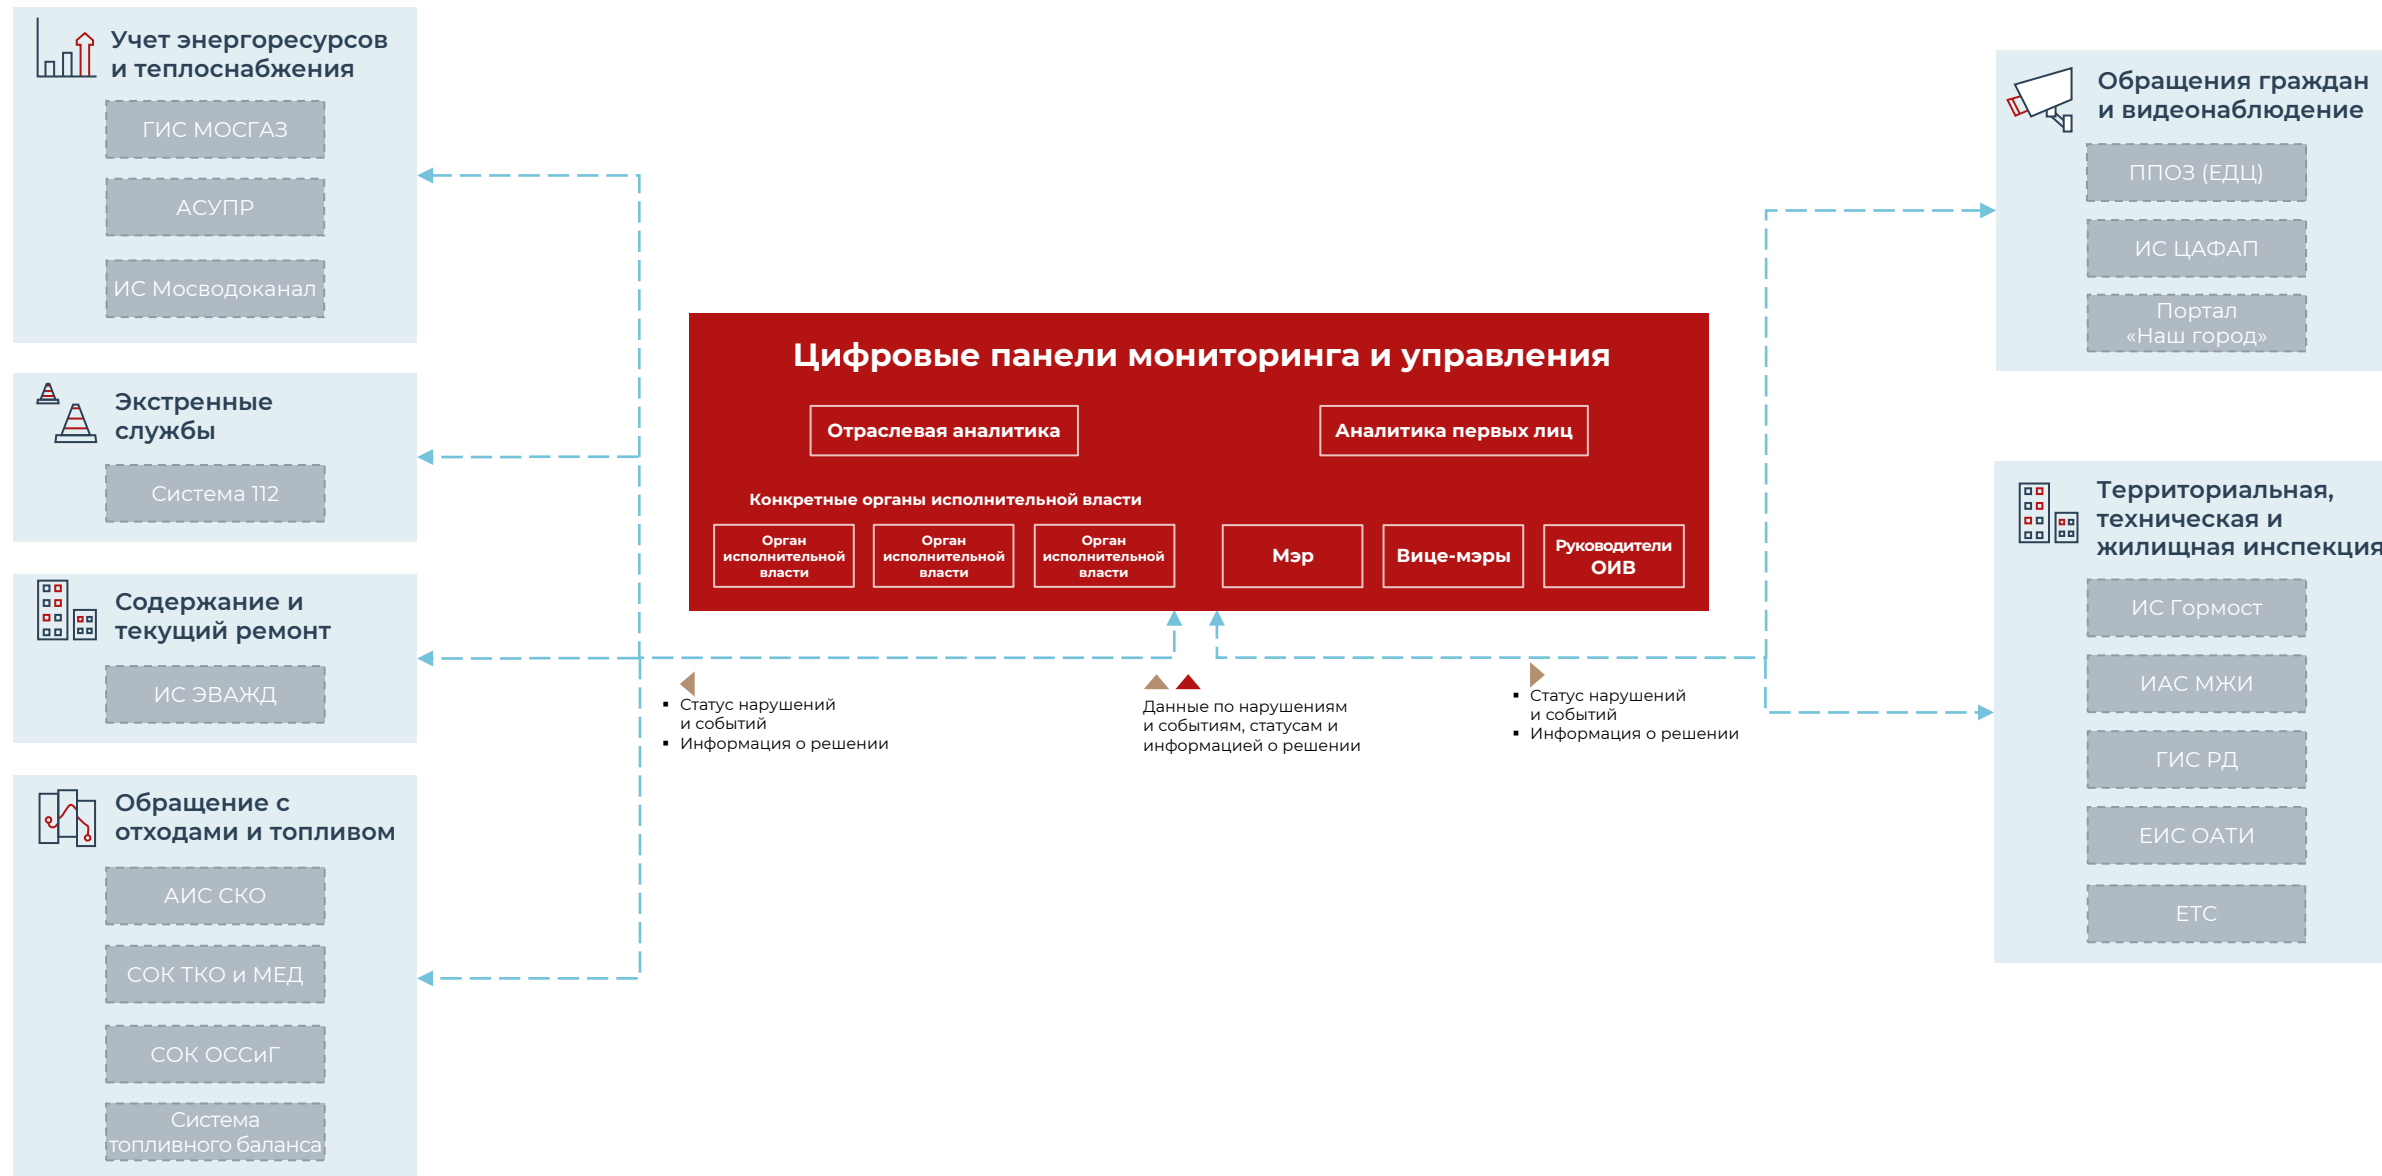 Учет энергоресурсов
и теплоснабжения
ГИС МОСГАЗ
АСУПР
ИС Мосводоканал
Экстренные
службы
Система 112
Содержание и
текущий ремонт
ИС ЭВАЖД
Обращение с
отходами и топливом
АИС СКО
СОК ТКО и МЕД
СОК ОССиГ
Система
топливного баланса
Цифровые панели мониторинга и управления
Отраслевая аналитика
Аналитика первых лиц
Конкретные органы исполнительной власти
Орган
исполнительной
власти
Орган
исполнительной
власти
Орган
исполнительной
власти
Мэр
Вице-мэры
Руководители
ОИВ
▪ Статус нарушений
и событий
▪ Информация о решении
Данные по нарушениям
и событиям, статусам и
информацией о решении
▪ Статус нарушений
и событий
▪ Информация о решении
Обращения граждан
и видеонаблюдение
ППОЗ (ЕДЦ)
ИС ЦАФАП
Портал
«Наш город»
Территориальная,
техническая и
жилищная инспекция
ИС Гормост
ИАС МЖИ
ГИС РД
ЕИС ОАТИ
ЕТС